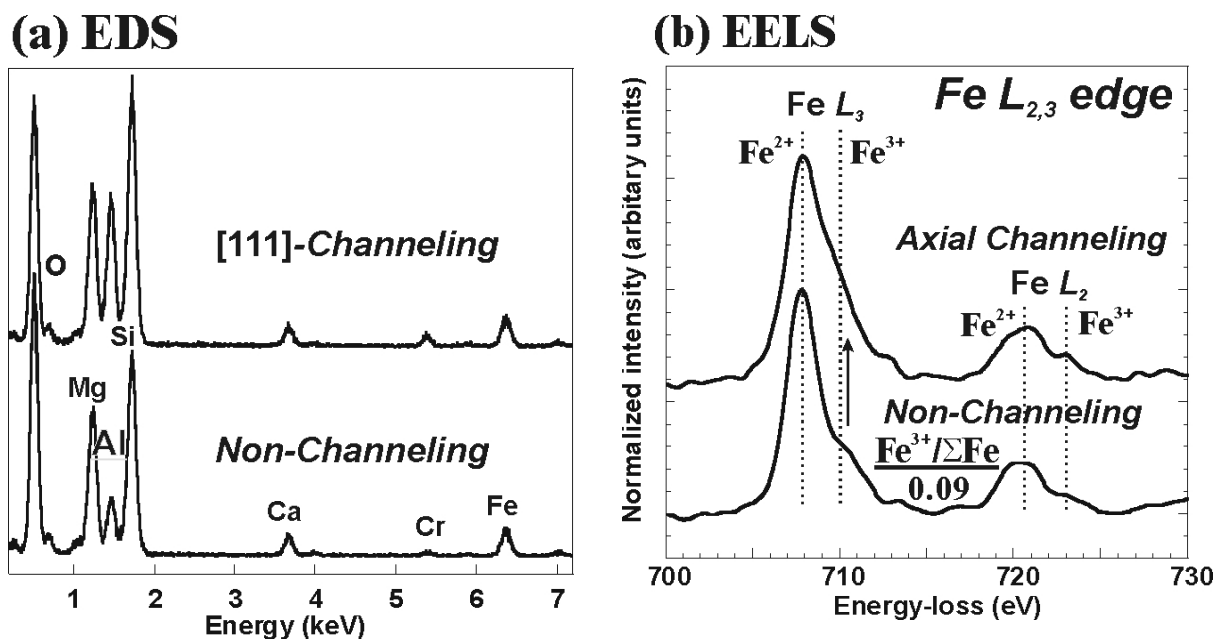 (a) EDS
O
[111]-Channeling
Si
Mg
Al
Non-Channeling
Ca
Cr
Fe
1 2 3 4 5 6 7
Energy (keV)
(b) EELS
Normalized intensity (arbitary units)
Fe L2,3 edge
Fe L3
Fe2+ Fe3+
Axial Channeling
Fe L2
Fe2+ Fe3+
Non-Channeling
Fe3+/ΣFe
0.09
700 710 720 730
Energy-loss (eV)